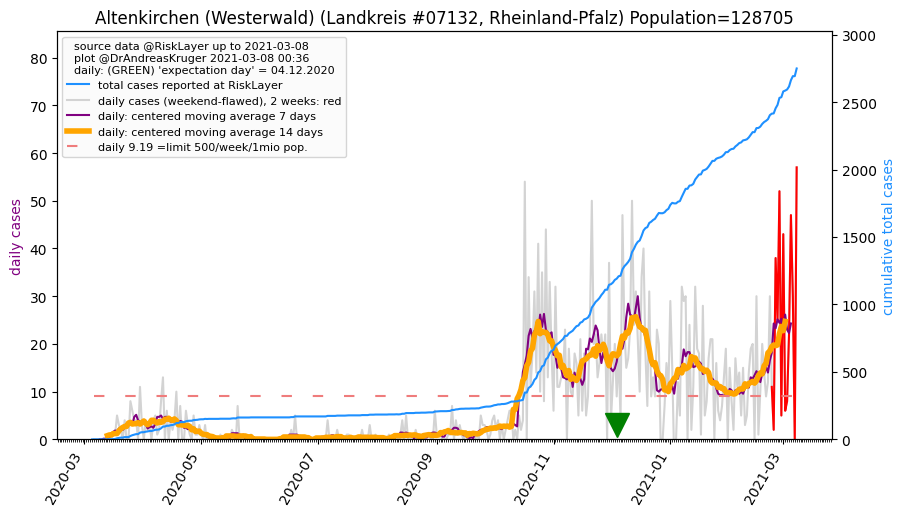 Altenkirchen (Westerwald) (Landkreis #07132, Rheinland-Pfalz) Population=128705
source data @RiskLayer up to 2021-03-08
plot @DrAndreasKruger 2021-03-08 00:36
daily: (GREEN) 'expectation day' = 04.12.2020
total cases reported at RiskLayer
daily cases (weekend-flawed), 2 weeks: red
daily: centered moving average 7 days
daily: centered moving average 14 days
daily 9.19 =limit 500/week/1mio pop.
daily cases
80
70
60
50
40
30
20
10
0
3000
2500
2000
1500
1000
500
0
cumulative total cases
2020-03
2020-05
2020-07
2020-09
2020-11
2021-01
2021-03